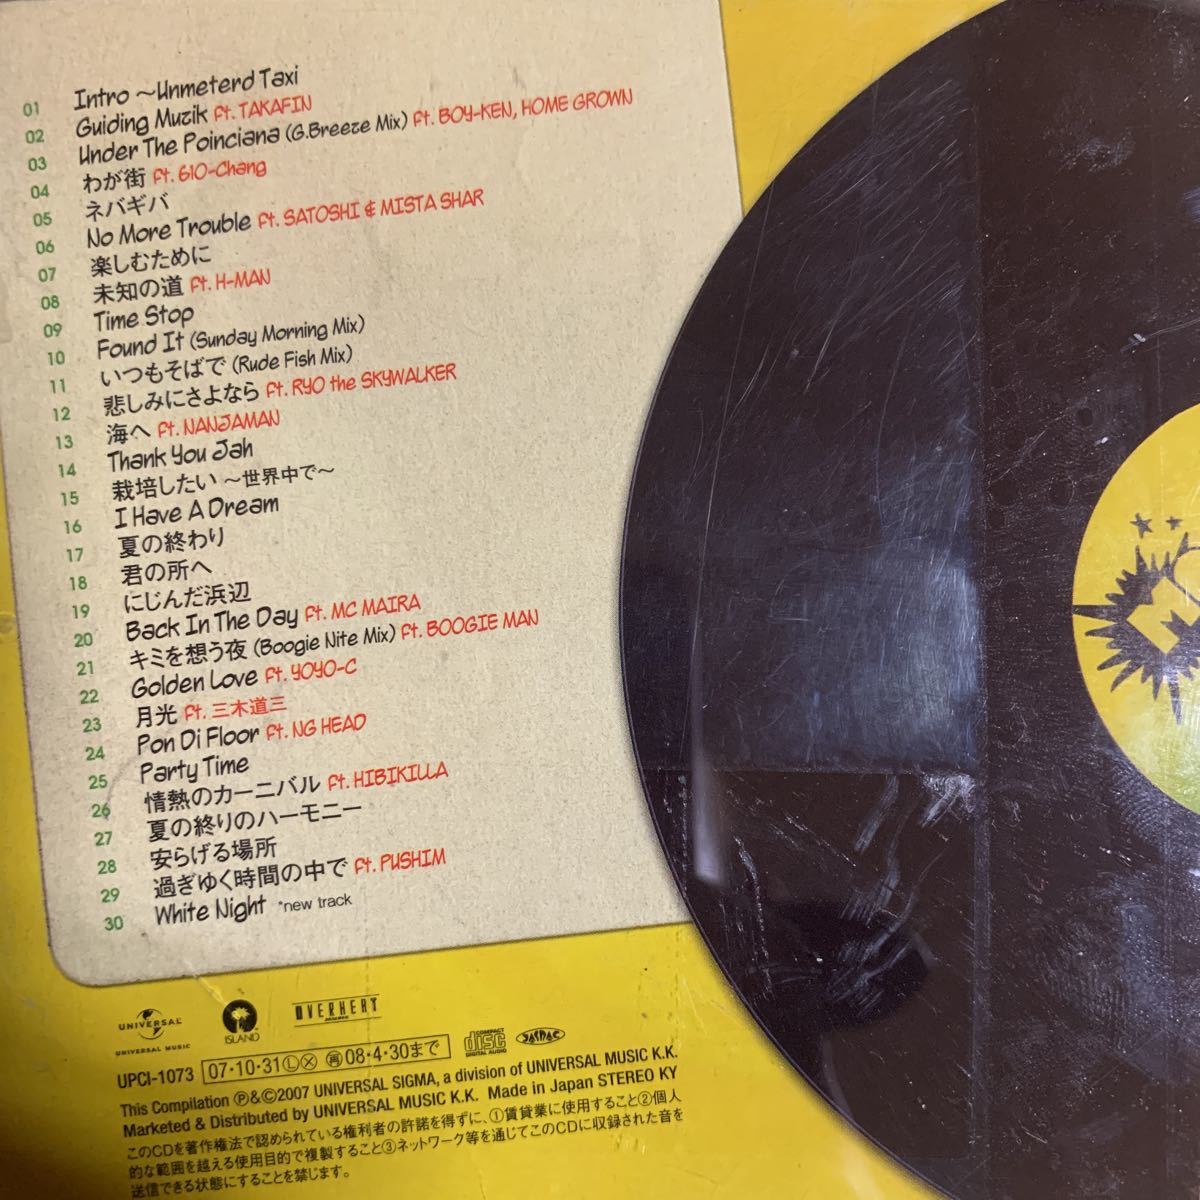 01 Intro ～Unmeterd Taxi
02 Guiding Muzik ft. TAKAFIN
03 Under The Poinciana (G.Breeze Mix) ft. BOY-KEN, HOME GROWN
04 わが街 ft. GIO-Chang
05 ネバギバ
06 No More Trouble ft. SATOSHI & MISTA SHAR
07 楽しむために
08 未知の道 ft. H-MAN
09 Time Stop
10 Found It (Sunday Morning Mix)
11 いつもそばで (Rude Fish Mix)
12 悲しみにさよなら ft. RYO the SKYWALKER
13 海へ ft. NANJAMAN
14 Thank You Jah
15 栽培したい ～世界中で～
16 I Have A Dream
17 夏の終わり
18 君の所へ
19 にじんだ浜辺
20 Back In The Day ft. MC MAIRA
21 キミを想う夜 (Boogie Nite Mix) ft. BOOGIE MAN
22 Golden Love ft. YOYO-C
23 月光 ft. 三木道三
24 Pon Di Floor ft. NG HEAD
25 Party Time
26 情熱のカーニバル ft. HIBIKILLA
27 夏の終りのハーモニー
28 安らげる場所
29 過ぎゆく時間の中で ft. PUSHIM
30 White Night *new track
UNIVERSAL
UNIVERSAL MUSIC
ISLAND
OVERHEAT
COMPACT disc DIGITAL AUDIO
JASRAC
UPCI-1073 07・10・31Ⓛ🄧 再08・4・30まで
This Compilation Ⓟ&©2007 UNIVERSAL SIGMA, a division of UNIVERSAL MUSIC K.K.
Marketed & Distributed by UNIVERSAL MUSIC K.K. Made in Japan STEREO KY
このCDを著作権法で認められている権利者の許諾を得ずに、①賃貸業に使用すること②個人
的な範囲を越える使用目的で複製すること③ネットワーク等を通じてこのCDに収録された音を
送信できる状態にすることを禁じます。